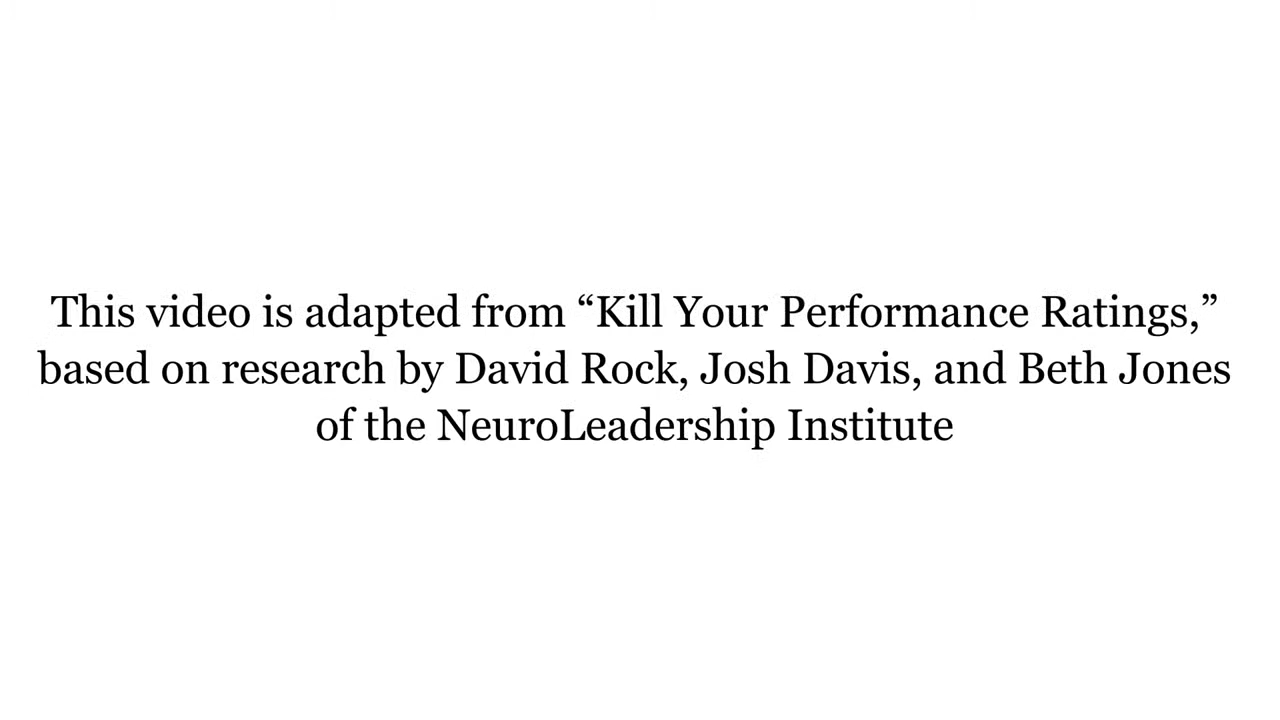 This video is adapted from “Kill Your Performance Ratings,”
based on research by David Rock, Josh Davis, and Beth Jones
of the NeuroLeadership Institute